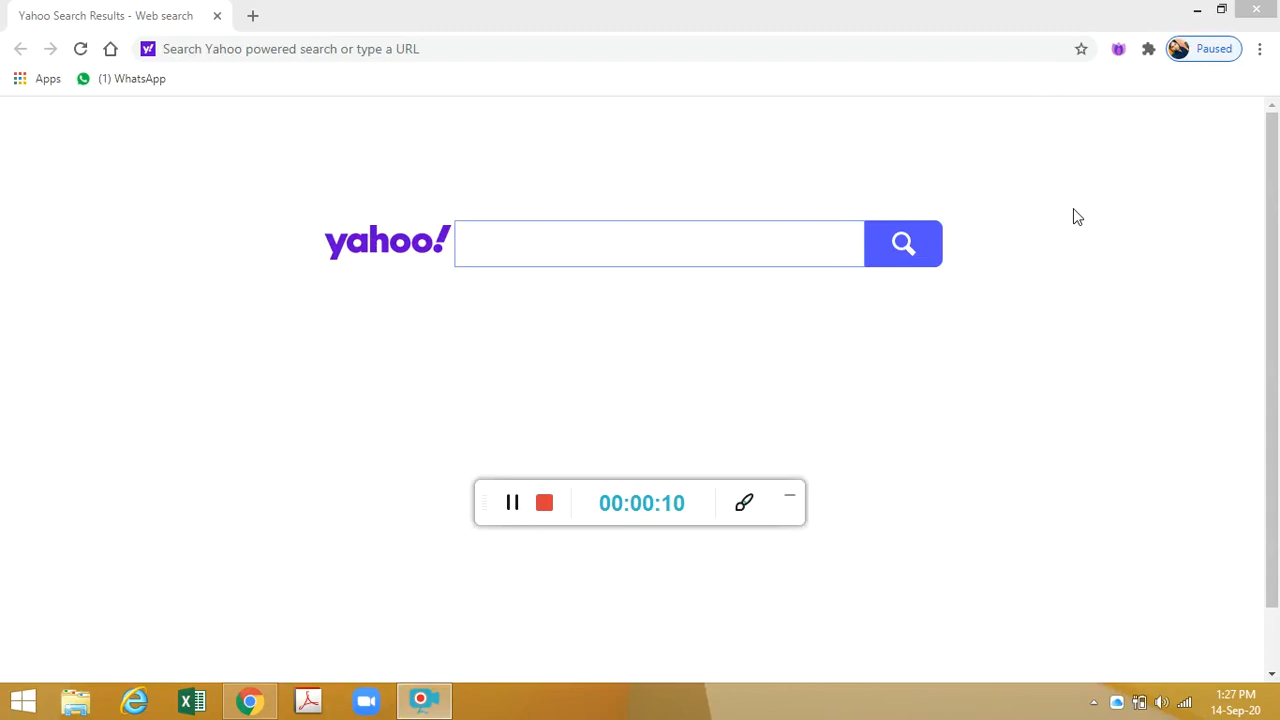 Yahoo Search Results - Web search
Search Yahoo powered search or type a URL
Paused
Apps
(1) WhatsApp
yahoo!
00:00:10
1:27 PM
14-Sep-20